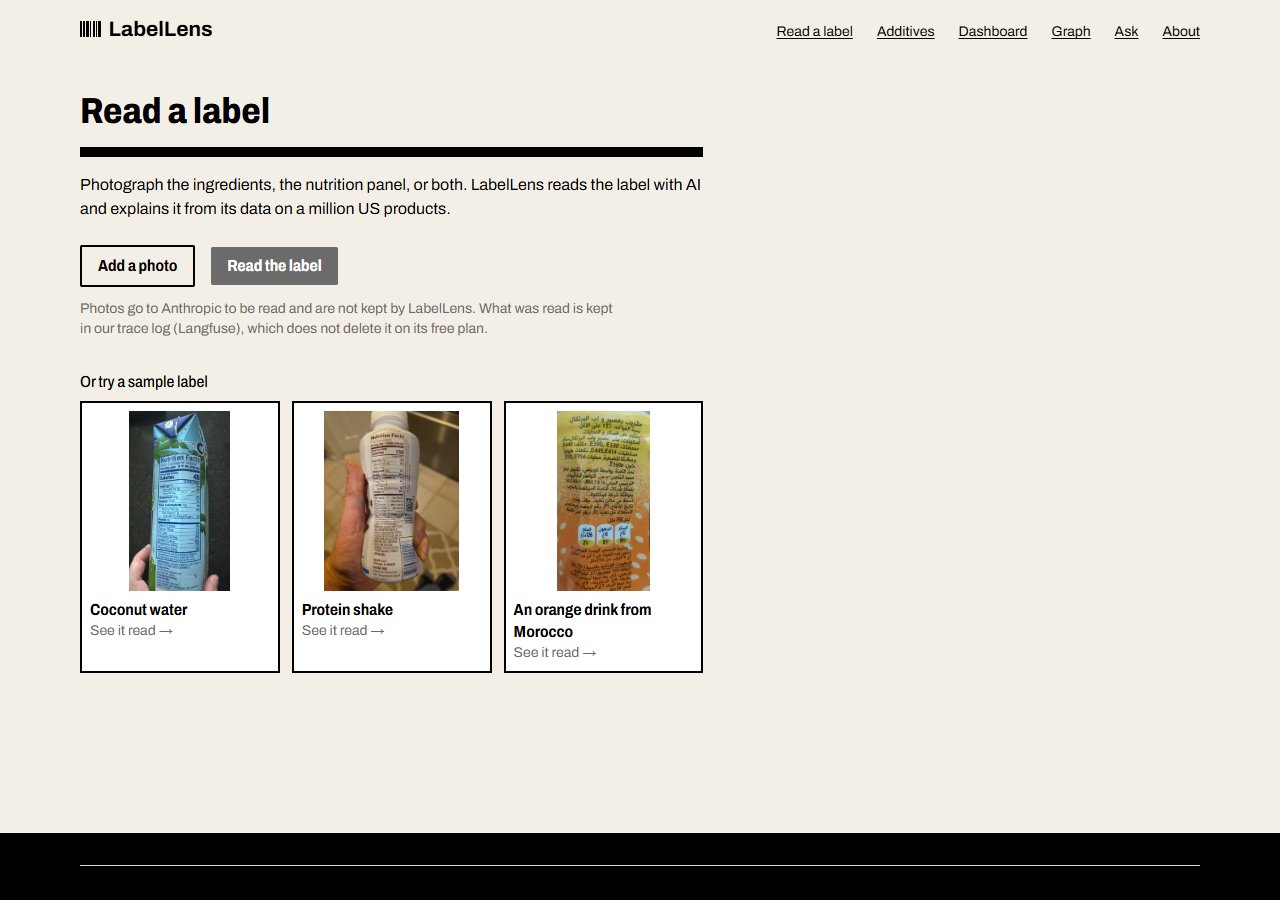 LabelLens
Read a label
Additives
Dashboard
Graph
Ask
About
Read a label
Photograph the ingredients, the nutrition panel, or both. LabelLens reads the label with AI
and explains it from its data on a million US products.
Add a photo
Read the label
Photos go to Anthropic to be read and are not kept by LabelLens. What was read is kept
in our trace log (Langfuse), which does not delete it on its free plan.
Or try a sample label
Nutrition Facts
Nutrition Facts
Coconut water
See it read →
Protein shake
See it read →
An orange drink from
Morocco
See it read →